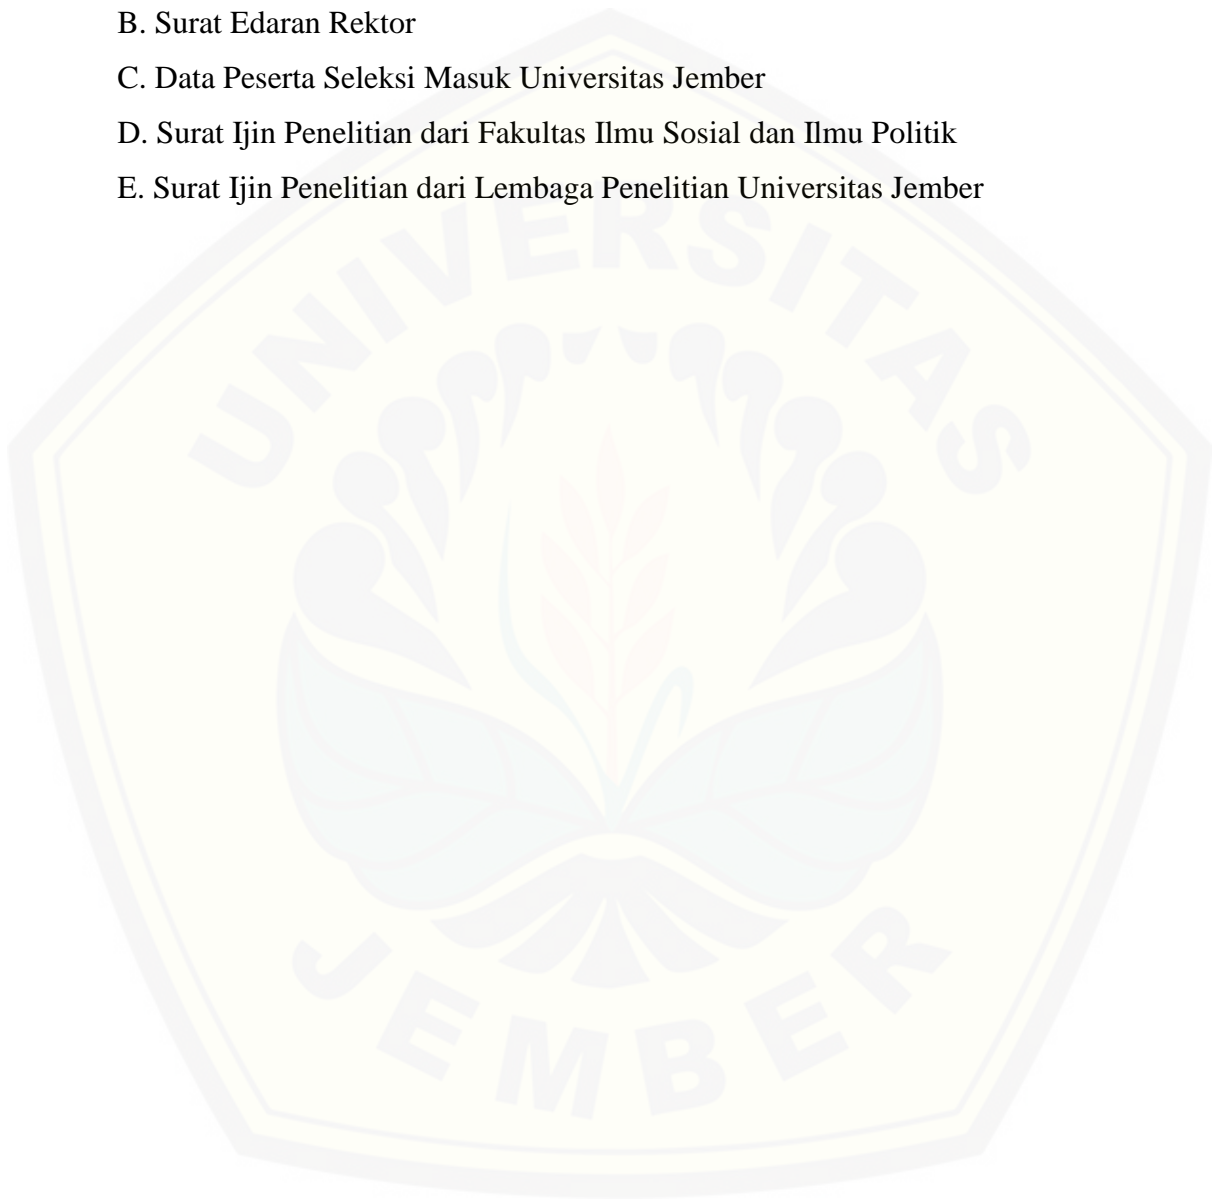 B. Surat Edaran Rektor
C. Data Peserta Seleksi Masuk Universitas Jember
D. Surat Ijin Penelitian dari Fakultas Ilmu Sosial dan Ilmu Politik
E. Surat Ijin Penelitian dari Lembaga Penelitian Universitas Jember
UNIVERSITAS
JEMBER